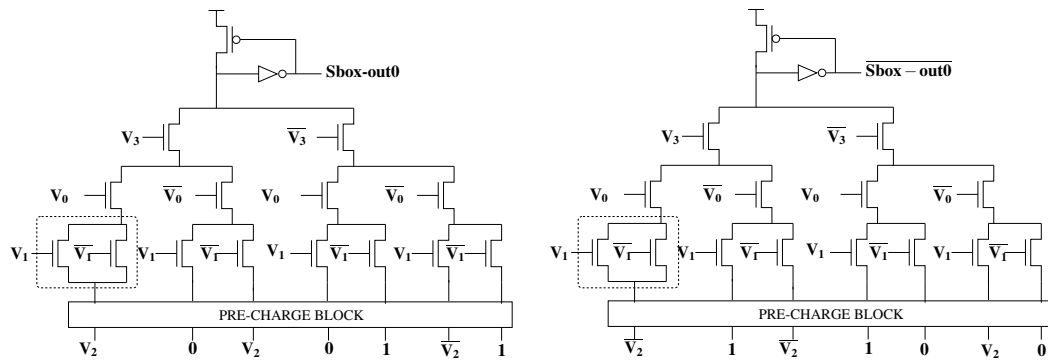 Sbox-out0
V₃
V̅₃
V₀
V̅₀
V₀
V̅₀
V₁
V̅₁
V₁
V̅₁
V₁
V̅₁
V₁
V̅₁
PRE-CHARGE BLOCK
V₂
0
V₂
0
1
V̅₂
1
S̅b̅o̅x̅ ̅–̅ ̅o̅u̅t̅0̅
V₃
V̅₃
V₀
V̅₀
V₀
V̅₀
V₁
V̅₁
V₁
V̅₁
V₁
V̅₁
V₁
V̅₁
PRE-CHARGE BLOCK
V̅₂
1
V̅₂
1
0
V₂
0